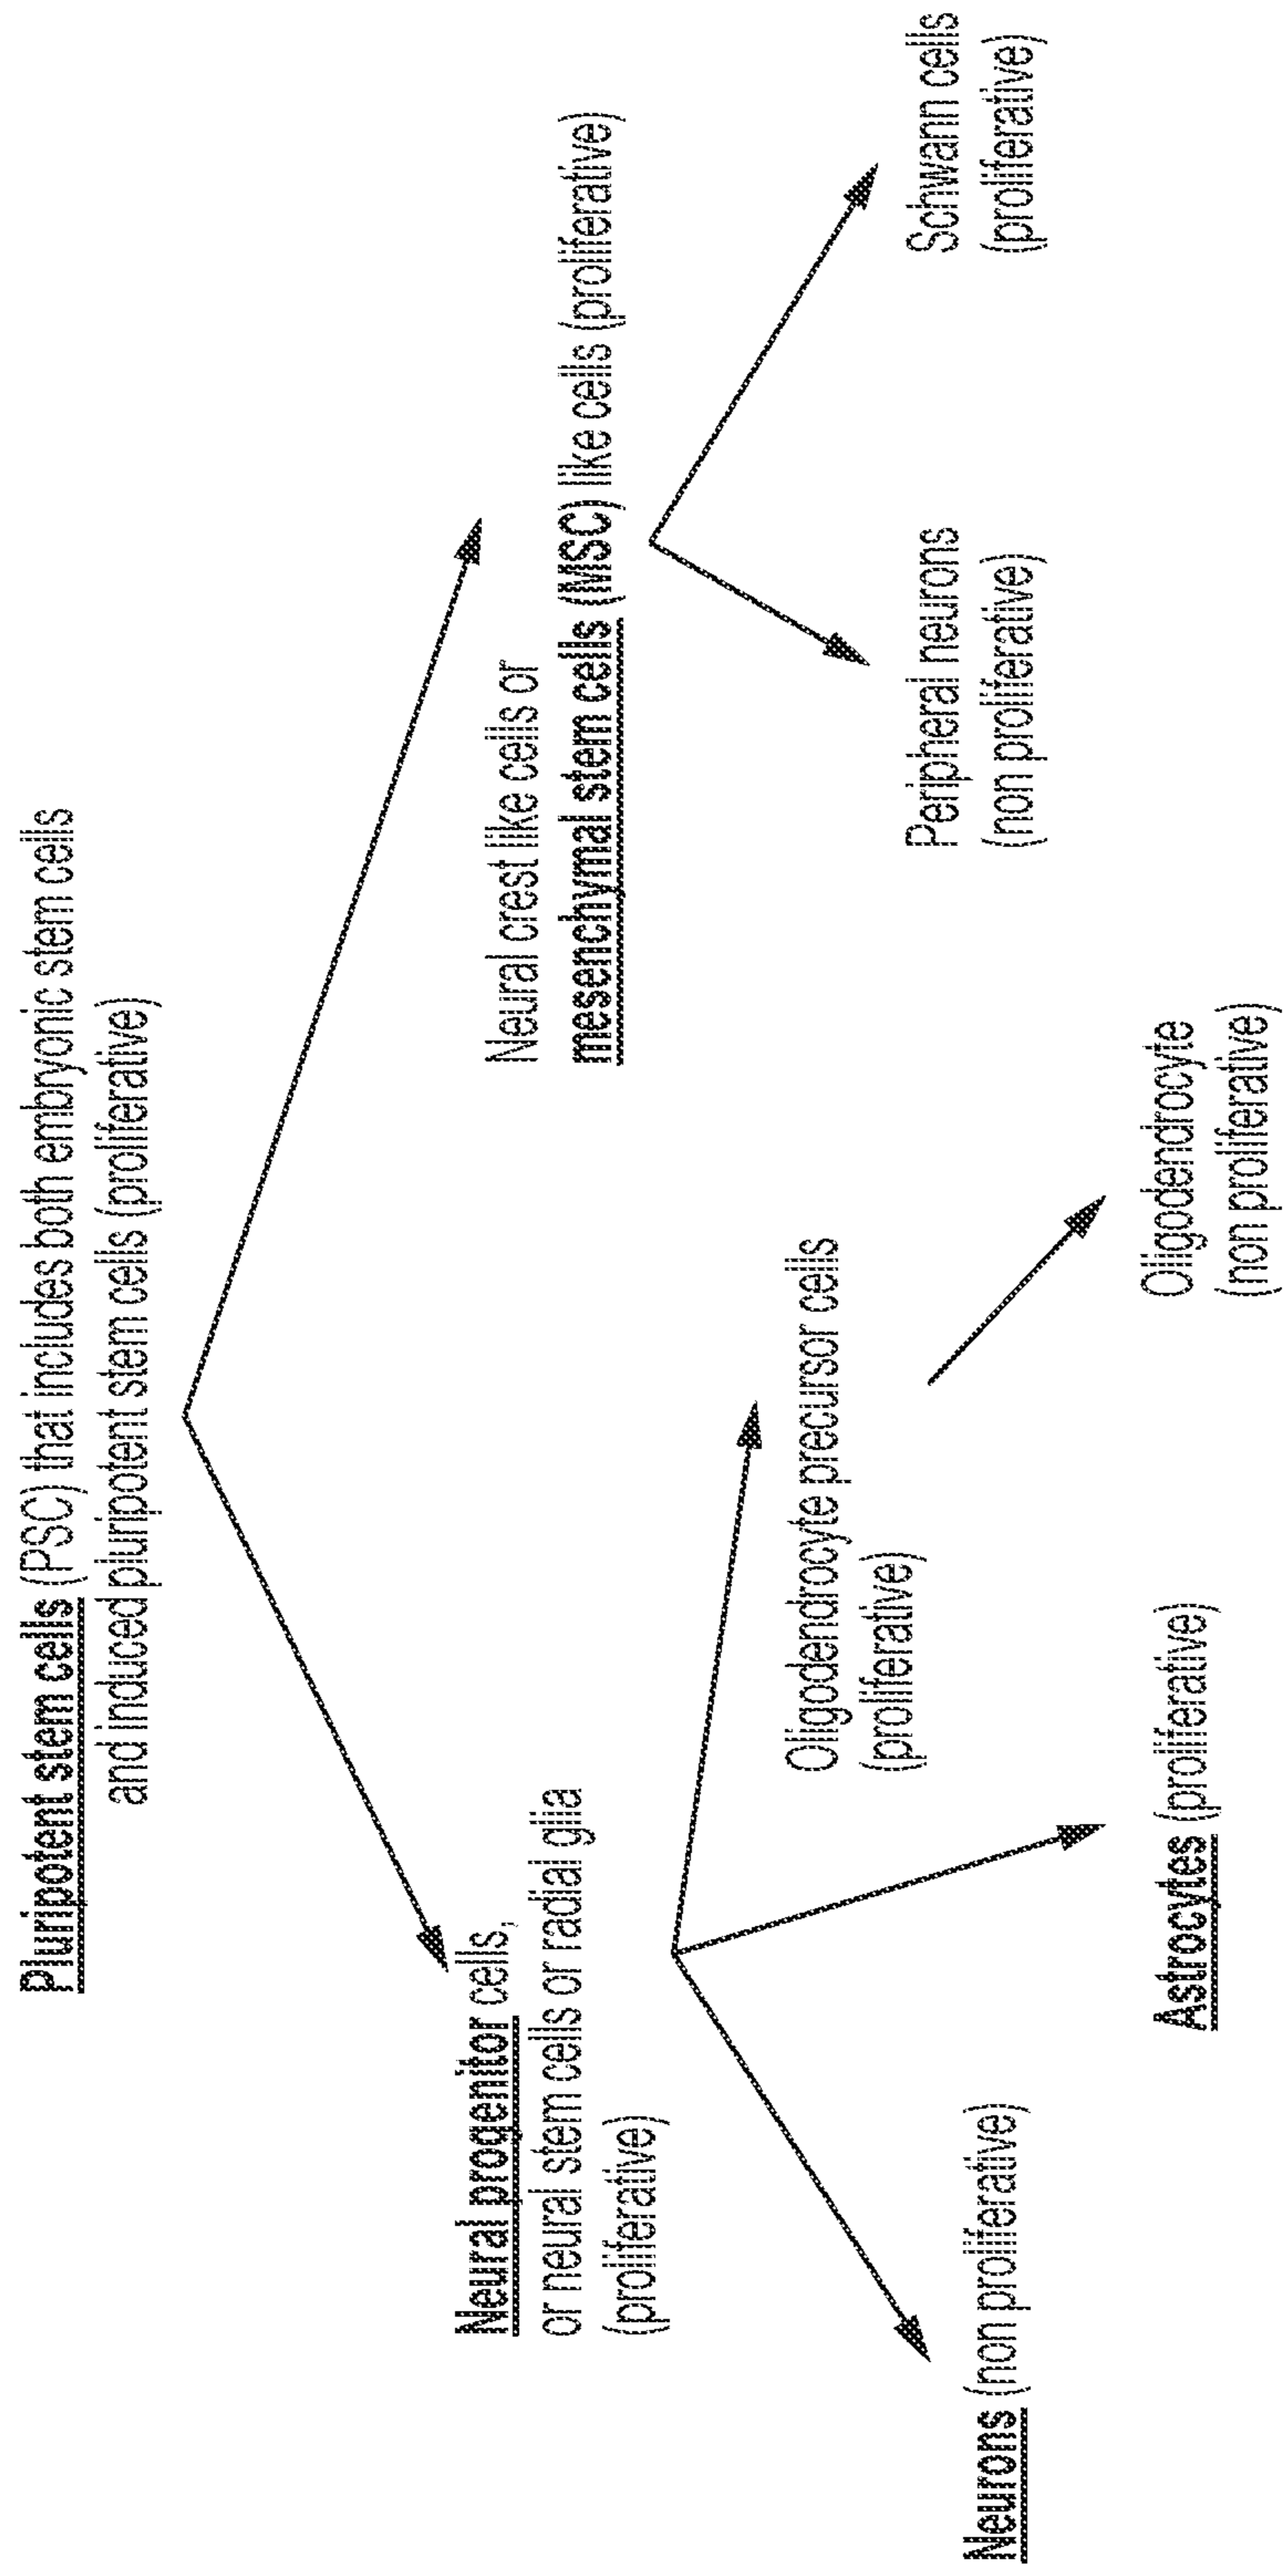 Pluripotent stem cells (PSC) that includes both embryonic stem cells
and induced pluripotent stem cells (proliferative)
Neural progenitor cells,
or neural stem cells or radial glia
(proliferative)
Neural crest like cells or
mesenchymal stem cells (MSC) like cells (proliferative)
Neurons (non proliferative)
Astrocytes (proliferative)
Oligodendrocyte precursor cells
(proliferative)
Oligodendrocyte
(non proliferative)
Peripheral neurons
(non proliferative)
Schwann cells
(proliferative)